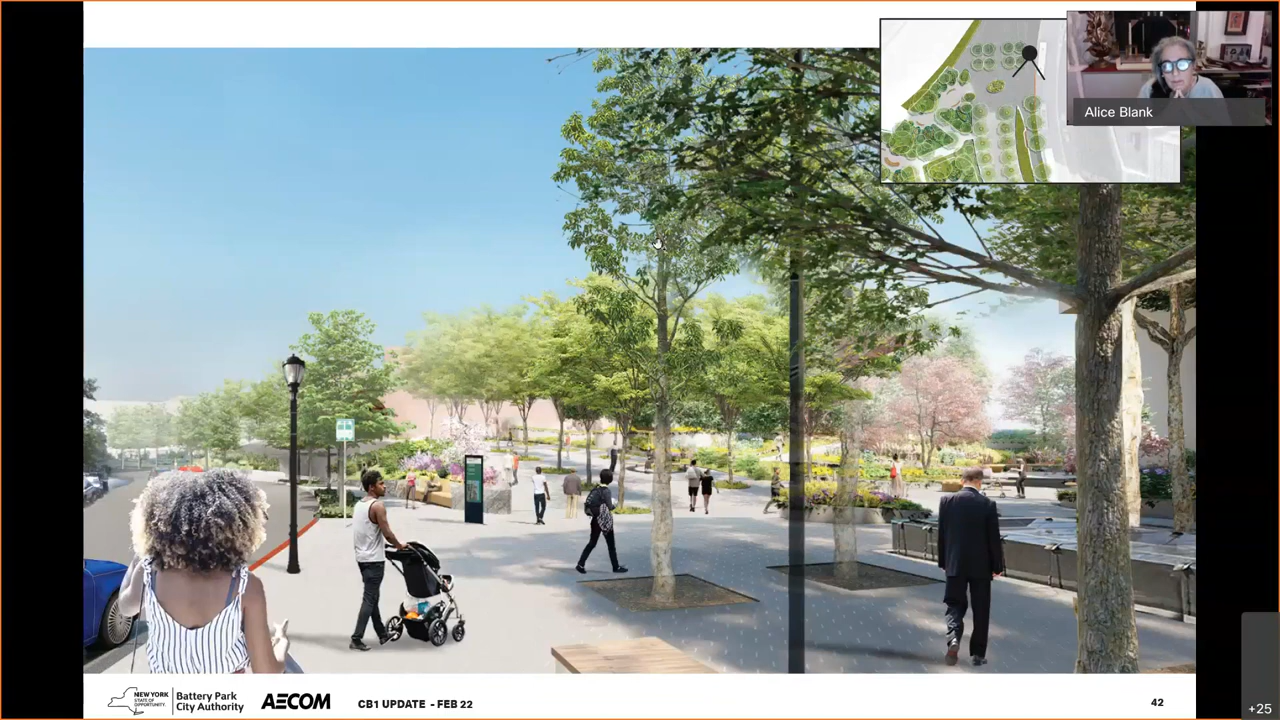 Alice Blank
NEW YORK
STATE OF
OPPORTUNITY.
Battery Park
City Authority
AECOM
CB1 UPDATE - FEB 22
42
+25